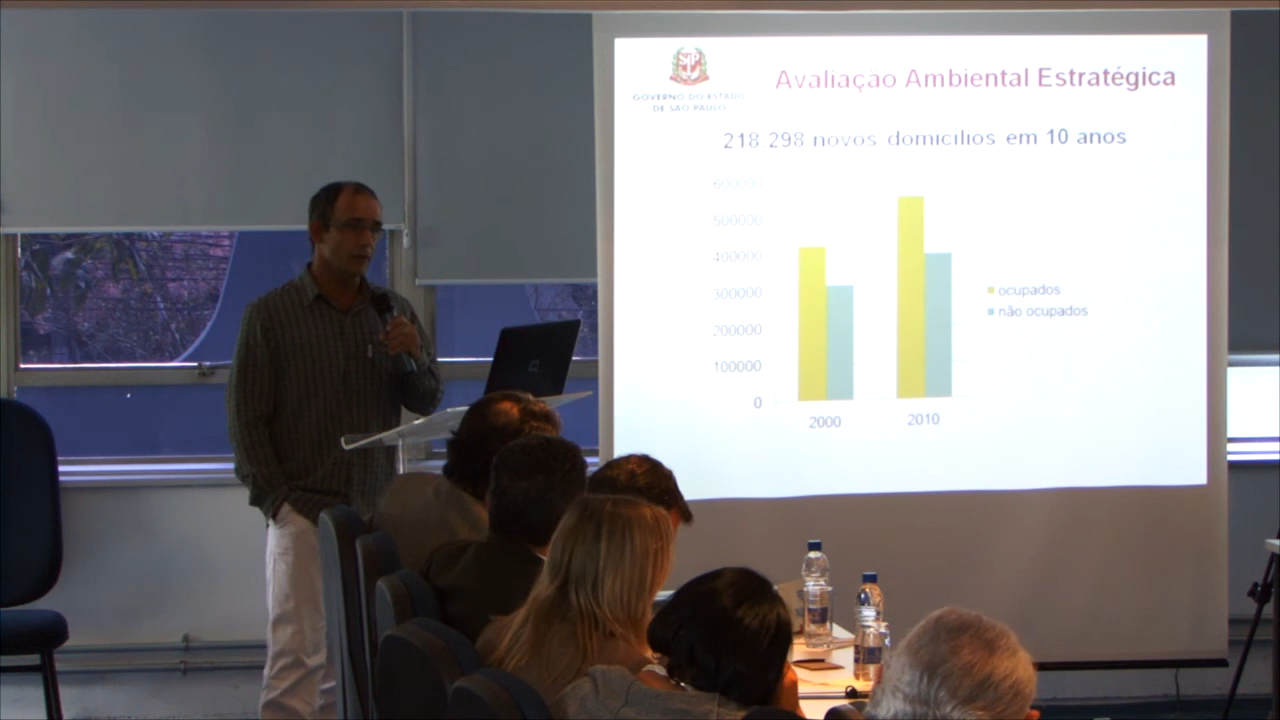 SP
GOVERNO DO ESTADO
DE SÃO PAULO
Avaliação Ambiental Estratégica
218.298 novos domicílios em 10 anos
600000
500000
400000
300000
200000
100000
0
2000
2010
ocupados
não ocupados